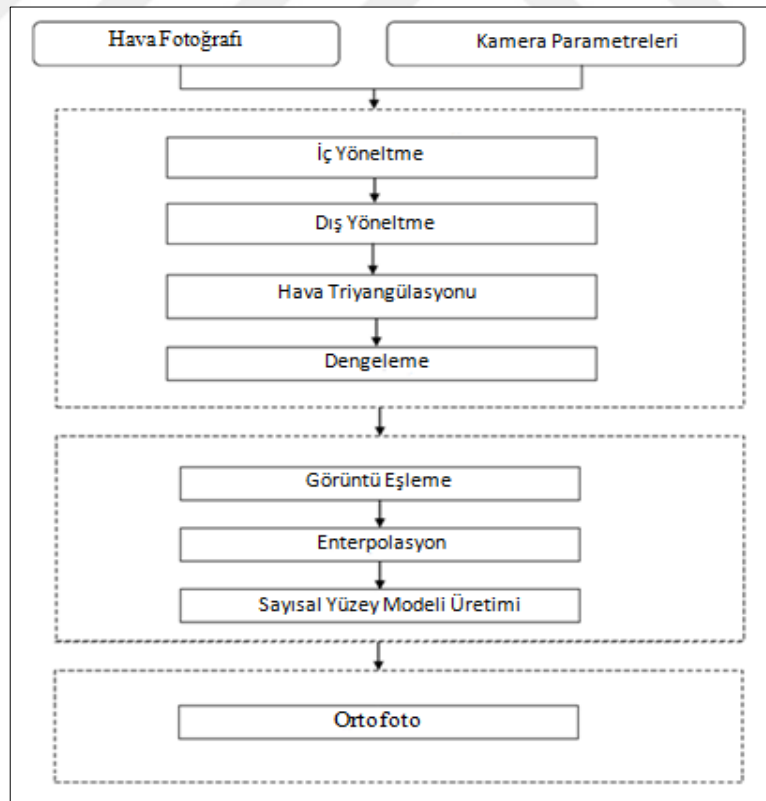 Hava Fotoğrafı
Kamera Parametreleri
İç Yöneltme
Dış Yöneltme
Hava Triyangülasyonu
Dengeleme
Görüntü Eşleme
Enterpolasyon
Sayısal Yüzey Modeli Üretimi
Ortofoto